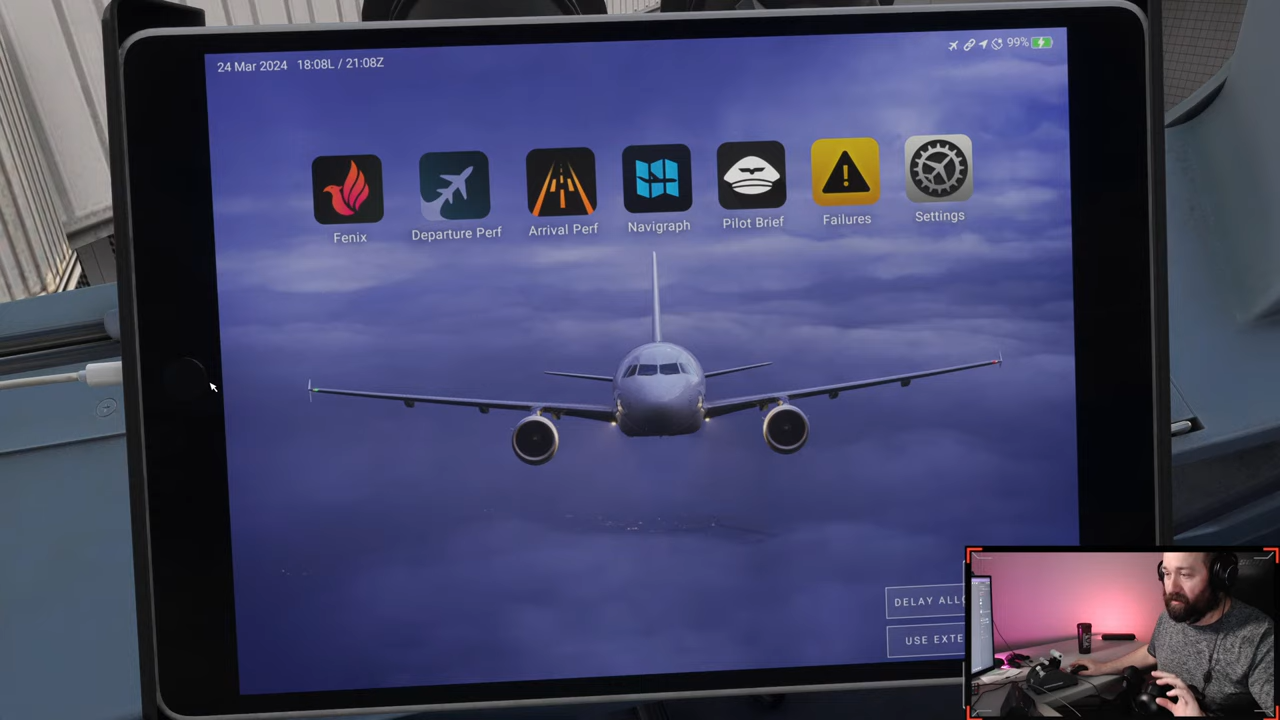 24 Mar 2024 18:08L / 21:08Z
99%
Fenix
Departure Perf
Arrival Perf
Navigraph
Pilot Brief
Failures
Settings
DELAY ALL
USE EXTE